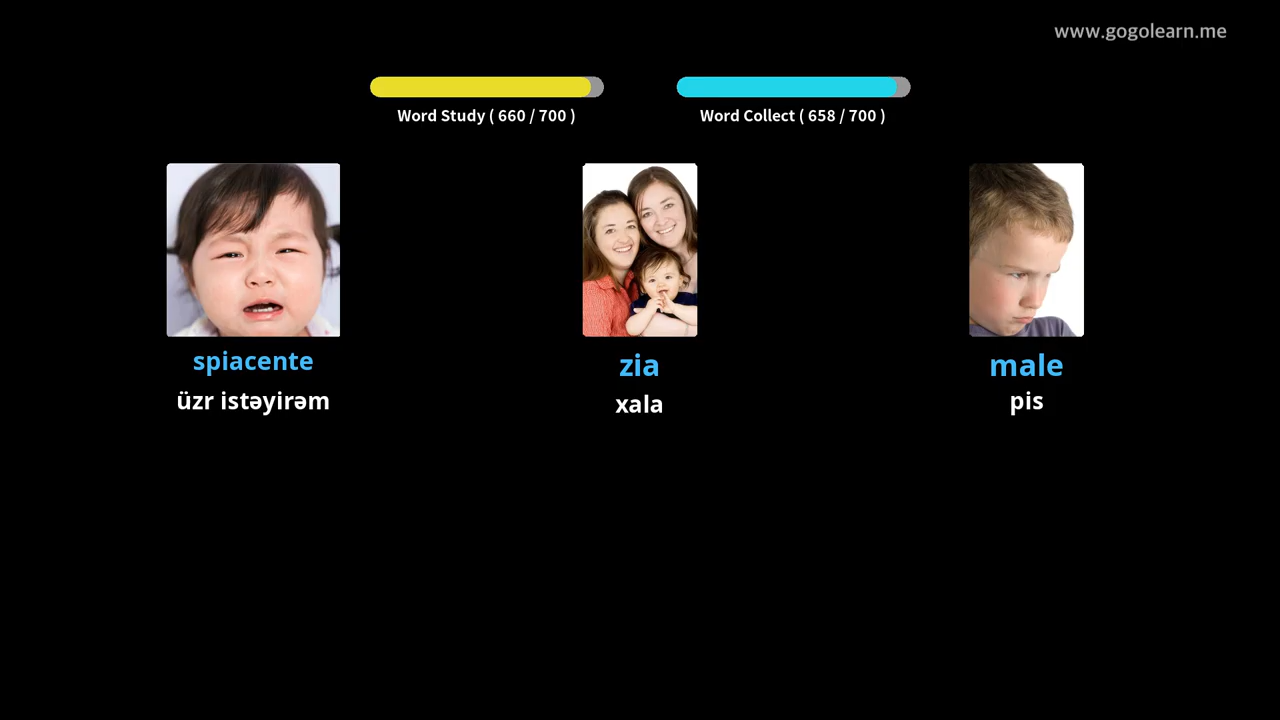 www.gogolearn.me
Word Study ( 660 / 700 )
Word Collect ( 658 / 700 )
spiacente
üzr istəyirəm
zia
xala
male
pis